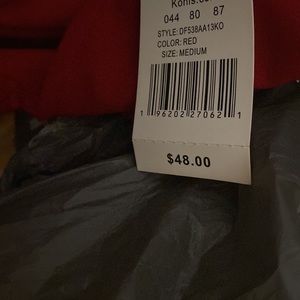 044 80 87
STYLE: DF538AA13KO
COLOR: RED
SIZE: MEDIUM
1 96202 27062 1
$48.00